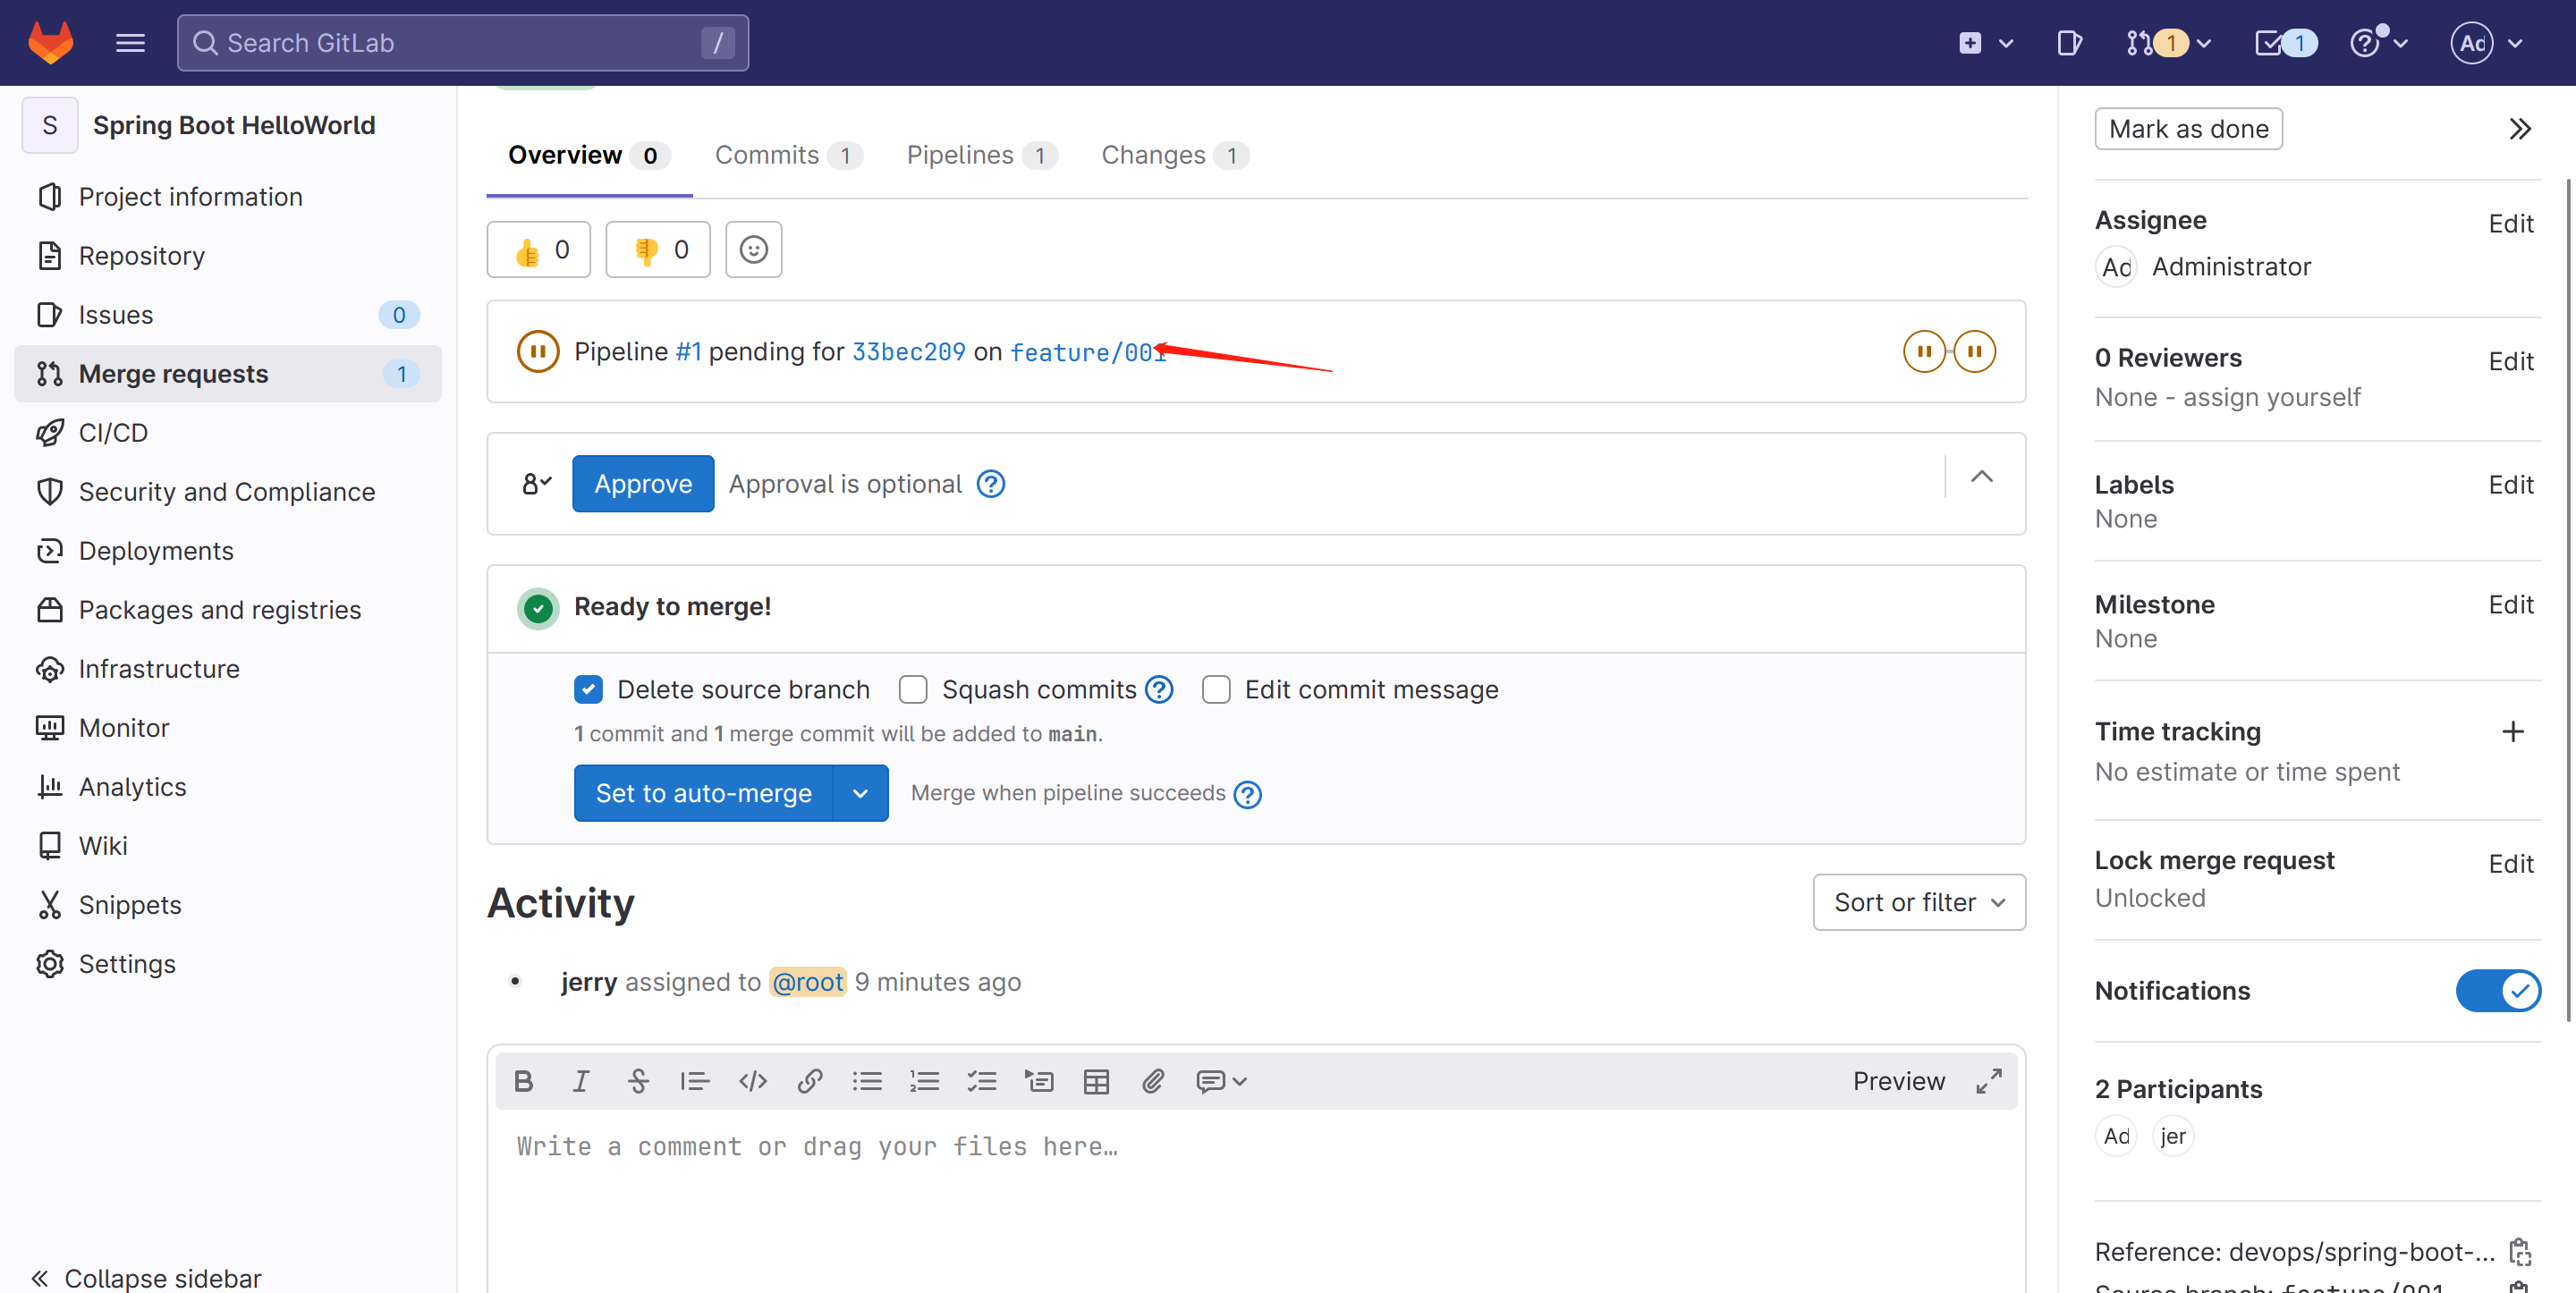 Search GitLab
/
1
1
Ad
S
Spring Boot HelloWorld
Project information
Repository
Issues 0
Merge requests 1
CI/CD
Security and Compliance
Deployments
Packages and registries
Infrastructure
Monitor
Analytics
Wiki
Snippets
Settings
Collapse sidebar
Overview 0 Commits 1 Pipelines 1 Changes 1
0 0
Pipeline #1 pending for 33bec209 on feature/001
Approve Approval is optional
Ready to merge!
Delete source branch Squash commits Edit commit message
1 commit and 1 merge commit will be added to main.
Set to auto-merge Merge when pipeline succeeds
Activity
Sort or filter
jerry assigned to @root 9 minutes ago
Preview
Write a comment or drag your files here…
Mark as done
Assignee Edit
Ad Administrator
0 Reviewers Edit
None - assign yourself
Labels Edit
None
Milestone Edit
None
Time tracking
No estimate or time spent
Lock merge request Edit
Unlocked
Notifications
2 Participants
Ad jer
Reference: devops/spring-boot-...
Source branch: feature/001